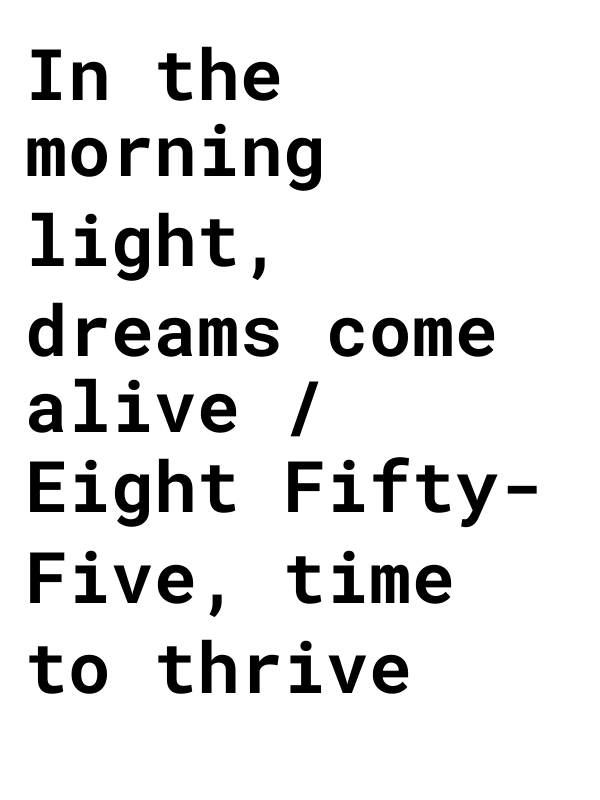 In the
morning
light,
dreams come
alive /
Eight Fifty-
Five, time
to thrive